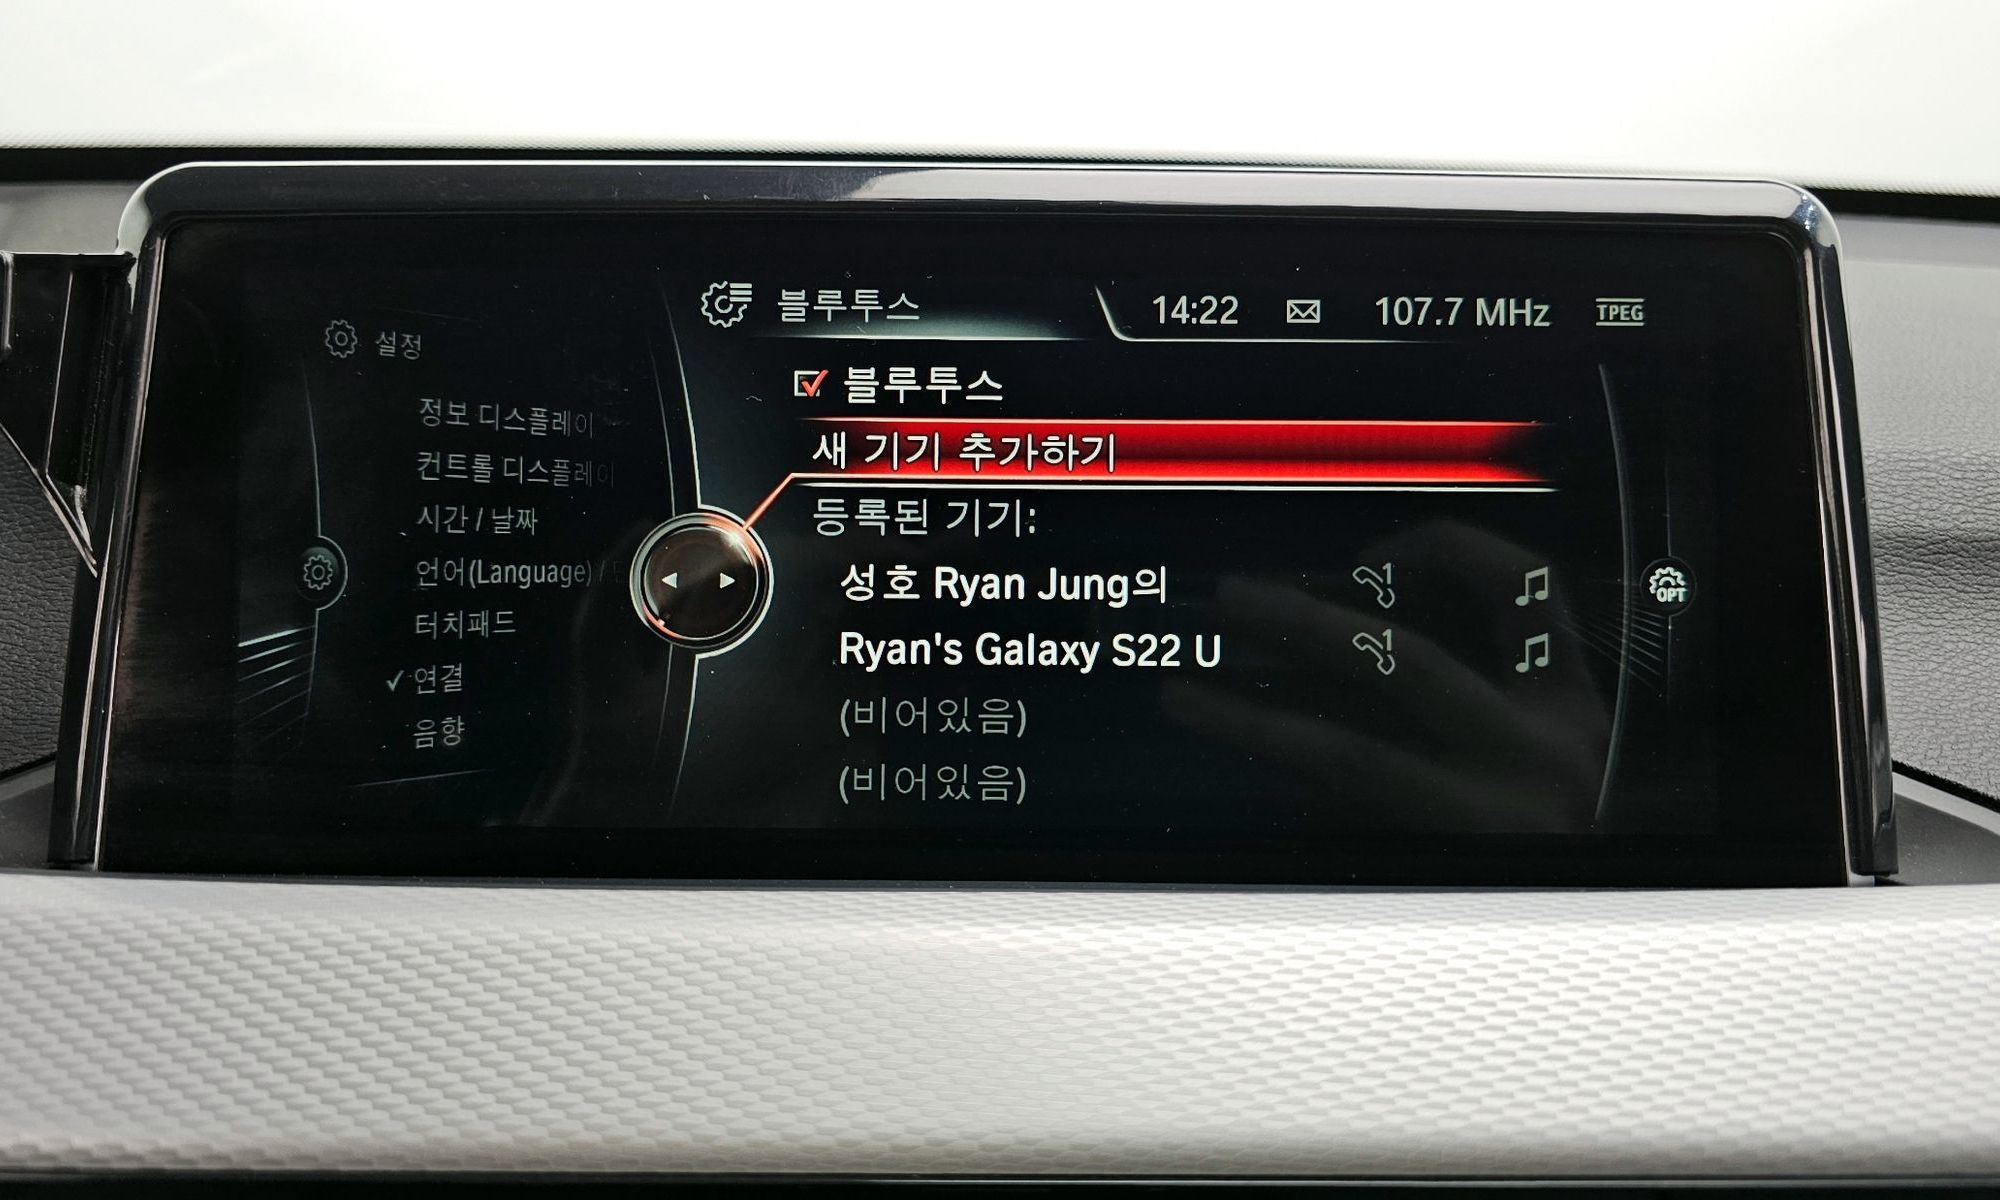 블루투스
14:22
107.7 MHz
TPEG
설정
정보 디스플레이
컨트롤 디스플레이
시간 / 날짜
언어(Language) /
터치패드
✓ 연결
음향
블루투스
새 기기 추가하기
등록된 기기:
성호 Ryan Jung의
1
Ryan's Galaxy S22 U
1
(비어있음)
(비어있음)
OPT